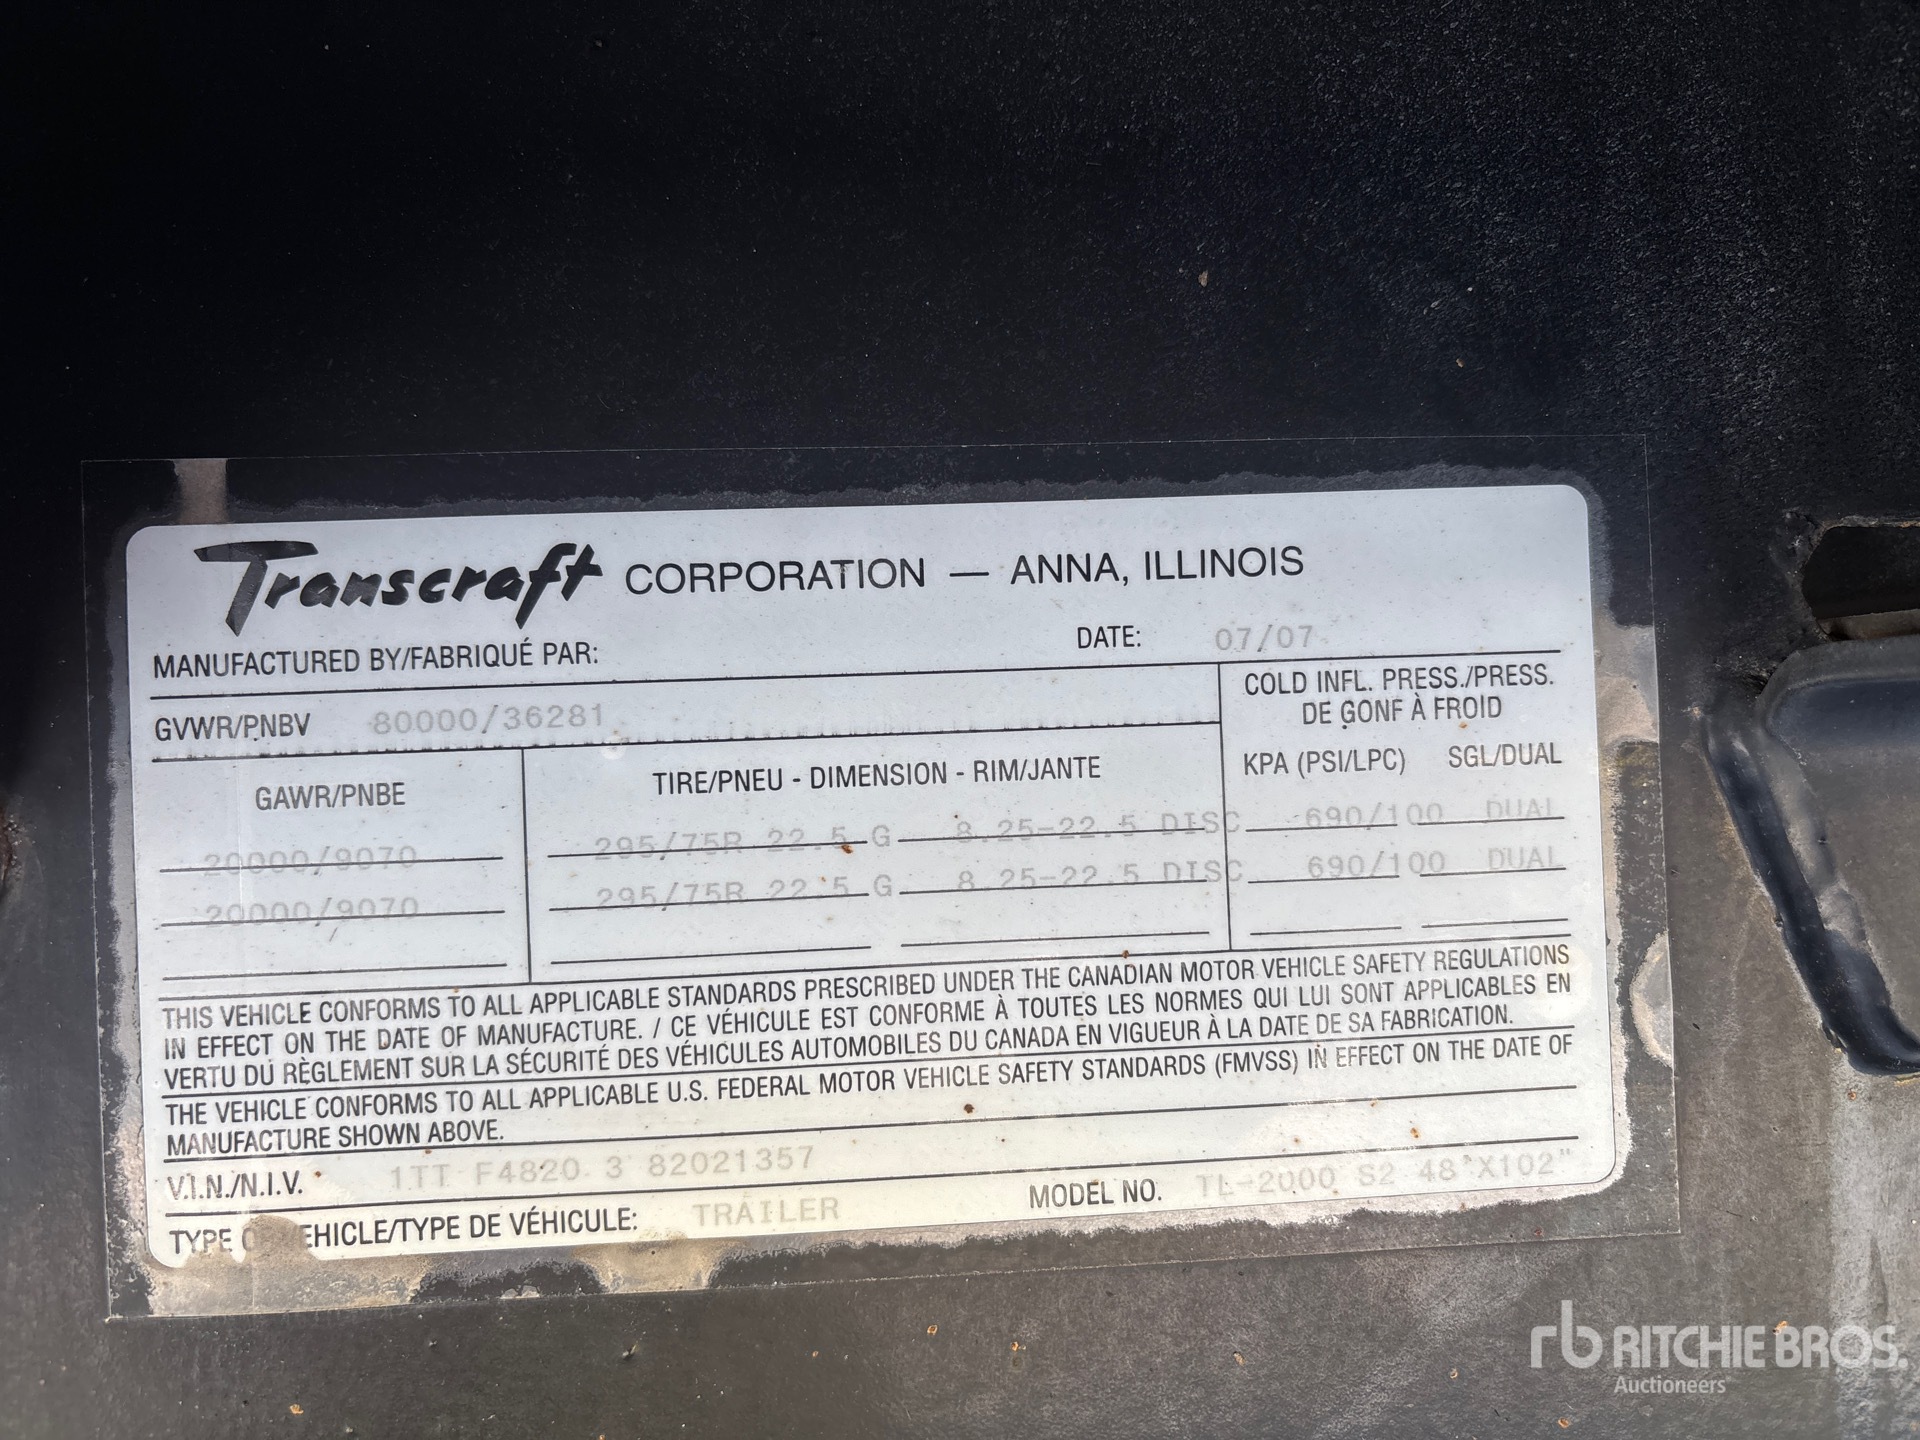 Transcraft CORPORATION — ANNA, ILLINOIS
MANUFACTURED BY/FABRIQUÉ PAR: DATE: 07/07
GVWR/PNBV 80000/36281
COLD INFL. PRESS./PRESS.
DE GONF À FROID
GAWR/PNBE TIRE/PNEU - DIMENSION - RIM/JANTE KPA (PSI/LPC) SGL/DUAL
20000/9070 295/75R 22.5 G 8.25-22.5 DISC 690/100 DUAL
20000/9070 295/75R 22.5 G 8.25-22.5 DISC 690/100 DUAL
THIS VEHICLE CONFORMS TO ALL APPLICABLE STANDARDS PRESCRIBED UNDER THE CANADIAN MOTOR VEHICLE SAFETY REGULATIONS
IN EFFECT ON THE DATE OF MANUFACTURE. / CE VÉHICULE EST CONFORME À TOUTES LES NORMES QUI LUI SONT APPLICABLES EN
VERTU DU RÈGLEMENT SUR LA SÉCURITÉ DES VÉHICULES AUTOMOBILES DU CANADA EN VIGUEUR À LA DATE DE SA FABRICATION.
THE VEHICLE CONFORMS TO ALL APPLICABLE U.S. FEDERAL MOTOR VEHICLE SAFETY STANDARDS (FMVSS) IN EFFECT ON THE DATE OF
MANUFACTURE SHOWN ABOVE.
V.I.N./N.I.V. 1TT F4820 3 82021357
TYPE OF VEHICLE/TYPE DE VÉHICULE: TRAILER MODEL NO. TL-2000 S2 48'X102"
rb RITCHIE BROS.
Auctioneers